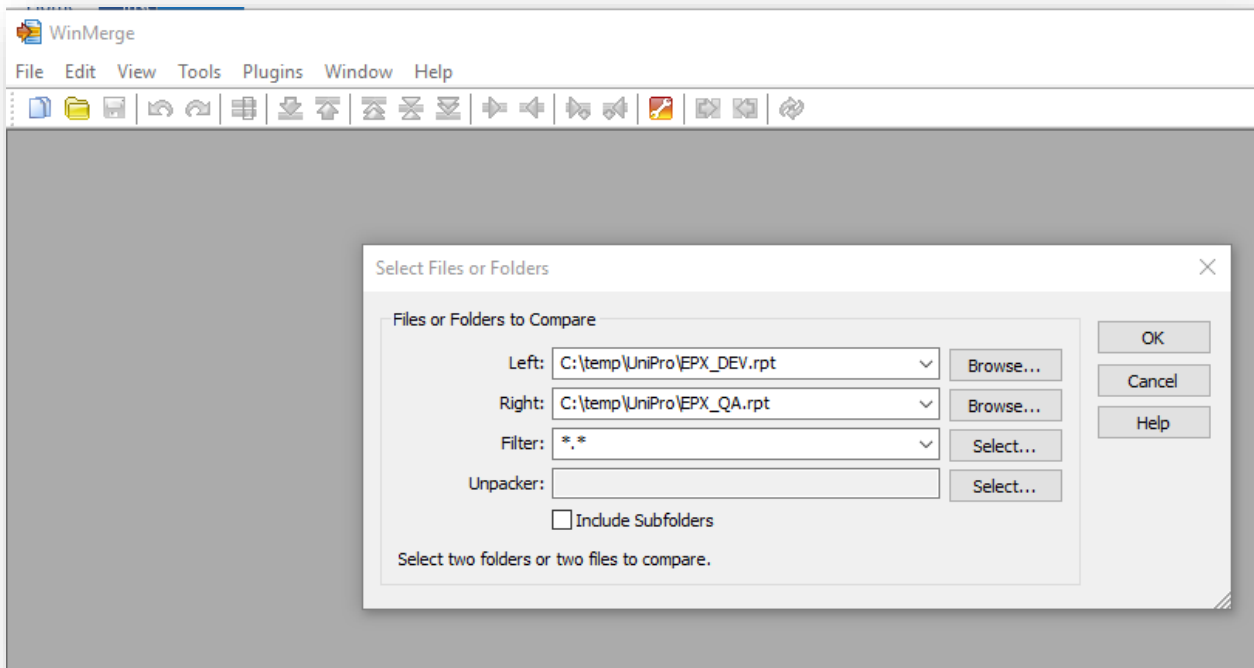 WinMerge
File Edit View Tools Plugins Window Help
Select Files or Folders
Files or Folders to Compare
Left: C:\temp\UniPro\EPX_DEV.rpt Browse...
Right: C:\temp\UniPro\EPX_QA.rpt Browse...
Filter: *.* Select...
Unpacker: Select...
Include Subfolders
Select two folders or two files to compare.
OK
Cancel
Help